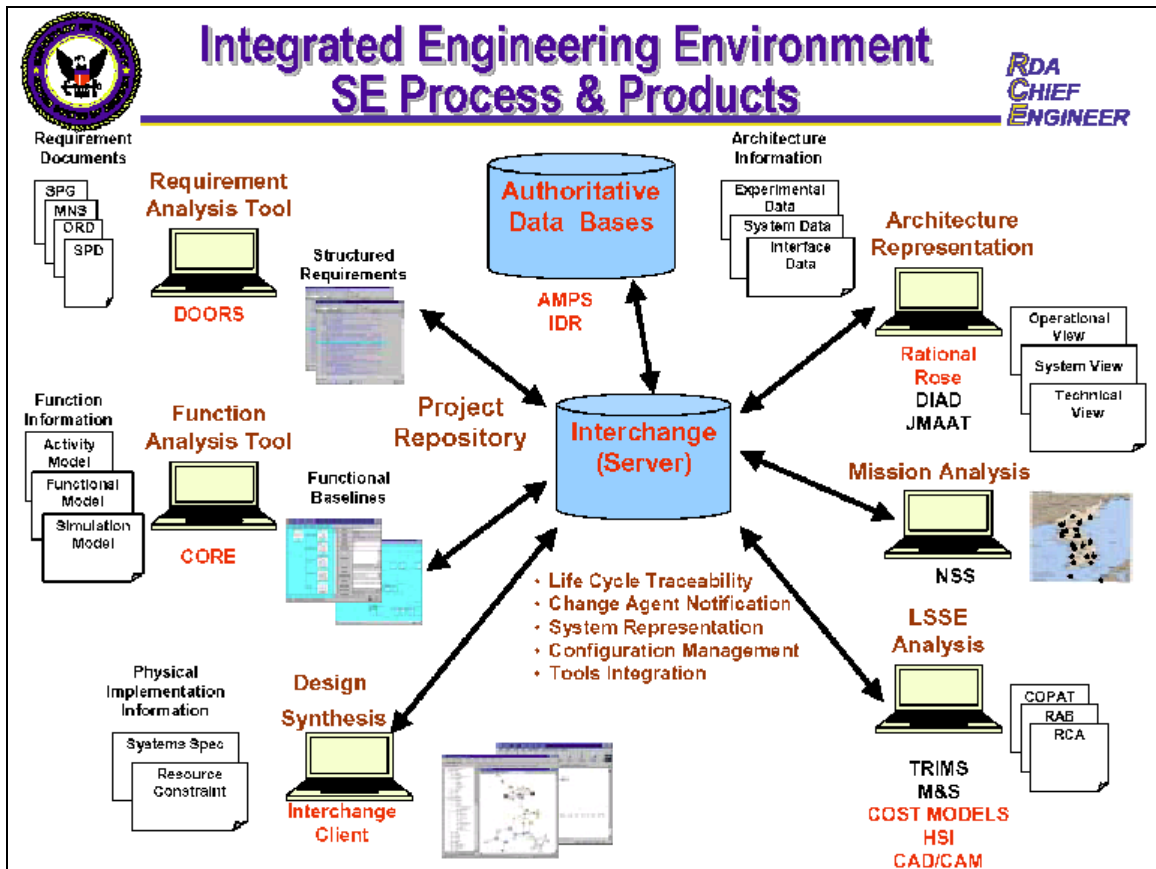 Integrated Engineering Environment
SE Process & Products
RDA
CHIEF
ENGINEER
Requirement
Documents
SPG
MNS
ORD
SPD
Requirement
Analysis Tool
DOORS
Structured
Requirements
Authoritative
Data Bases
AMPS
IDR
Architecture
Information
Experimental
Data
System Data
Interface
Data
Architecture
Representation
Rational
Rose
DIAD
JMAAT
Operational
View
System View
Technical
View
Function
Information
Activity
Model
Functional
Model
Simulation
Model
Function
Analysis Tool
CORE
Functional
Baselines
Project
Repository
Interchange
(Server)
Mission Analysis
NSS
• Life Cycle Traceability
• Change Agent Notification
• System Representation
• Configuration Management
• Tools Integration
LSSE
Analysis
COPAT
RAB
RCA
TRIMS
M&S
COST MODELS
HSI
CAD/CAM
Physical
Implementation
Information
Systems Spec
Resource
Constraint
Design
Synthesis
Interchange
Client